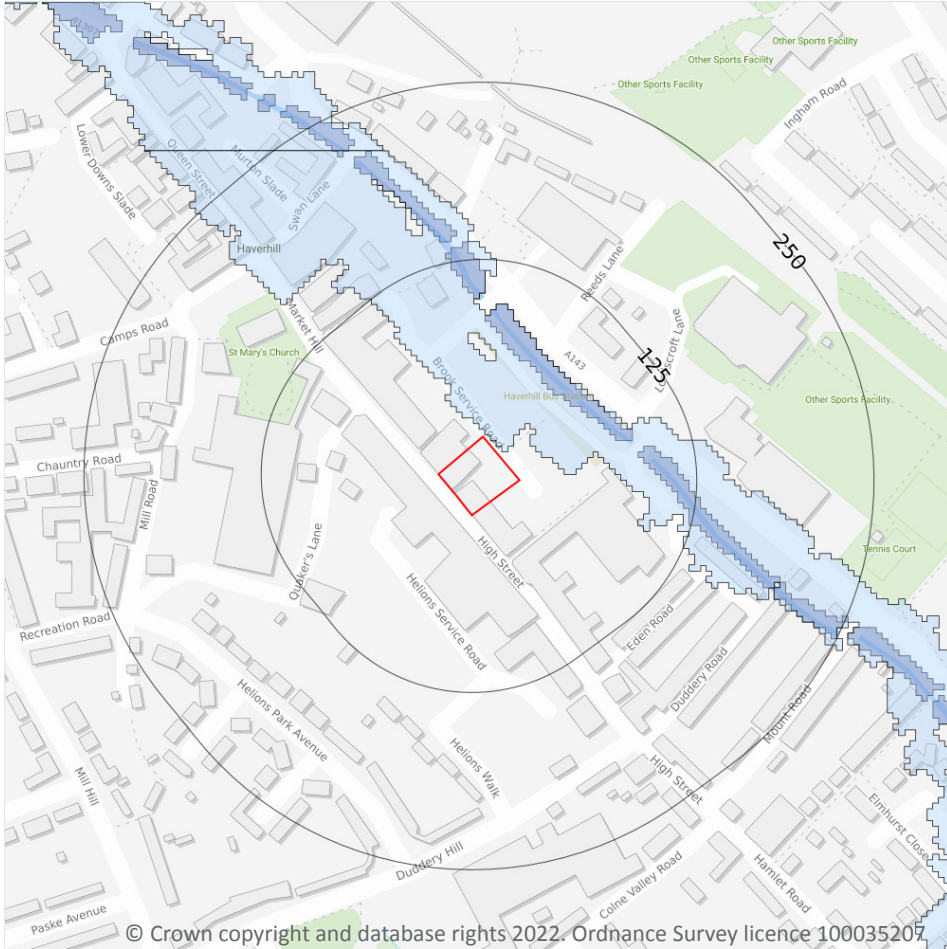 A1307
Other Sports Facility
Other Sports Facility
Other Sports Facility
Ingham Road
Lower Downs Slade
Queen Street
Murton Slade
Swan Lane
Haverhill
250
Reeds Lane
Market Hill
Camps Road
St Mary's Church
A143
125
Brook Service Road
Haverhill Bus
Other Sports Facility
Chauntry Road
Mill Road
Quaker's Lane
High Street
Tennis Court
Helions Service Road
Eden Road
Duddery Road
Mount Road
Recreation Road
Helions Park Avenue
Helions Walk
High Street
Mill Hill
Elmhurst Close
Duddery Hill
Colne Valley Road
Hamlet Road
Paske Avenue
© Crown copyright and database rights 2022. Ordnance Survey licence 100035207